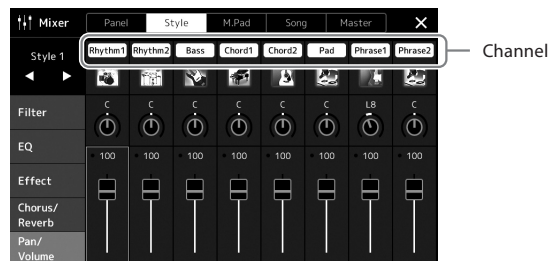 Mixer Panel Style M.Pad Song Master ×
Style 1 Rhythm1 Rhythm2 Bass Chord1 Chord2 Pad Phrase1 Phrase2
Channel
C C C C C C L8 C
Filter
100 100 100 100 100 100 100 100
EQ
Effect
Chorus/
Reverb
Pan/
Volume